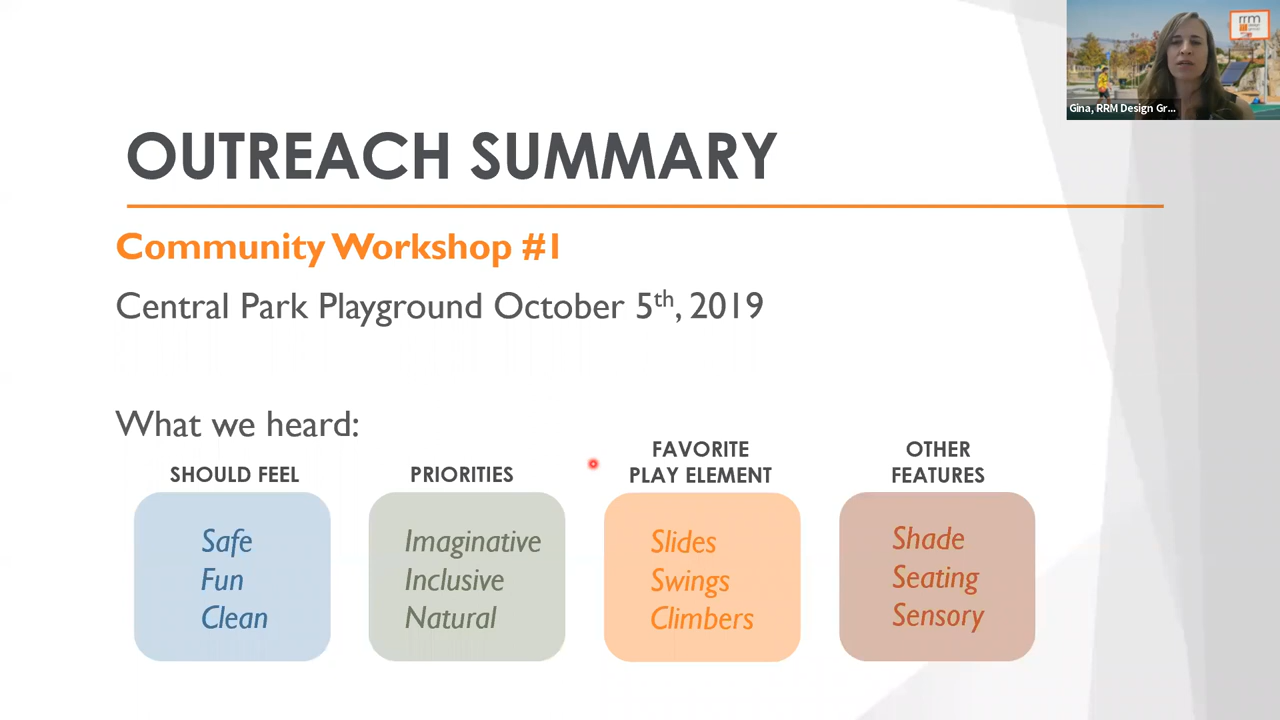 rrm
Gina, RRM Design Gr...
OUTREACH SUMMARY
Community Workshop #1
Central Park Playground October 5th, 2019
What we heard:
SHOULD FEEL
Safe
Fun
Clean
PRIORITIES
Imaginative
Inclusive
Natural
FAVORITE
PLAY ELEMENT
Slides
Swings
Climbers
OTHER
FEATURES
Shade
Seating
Sensory